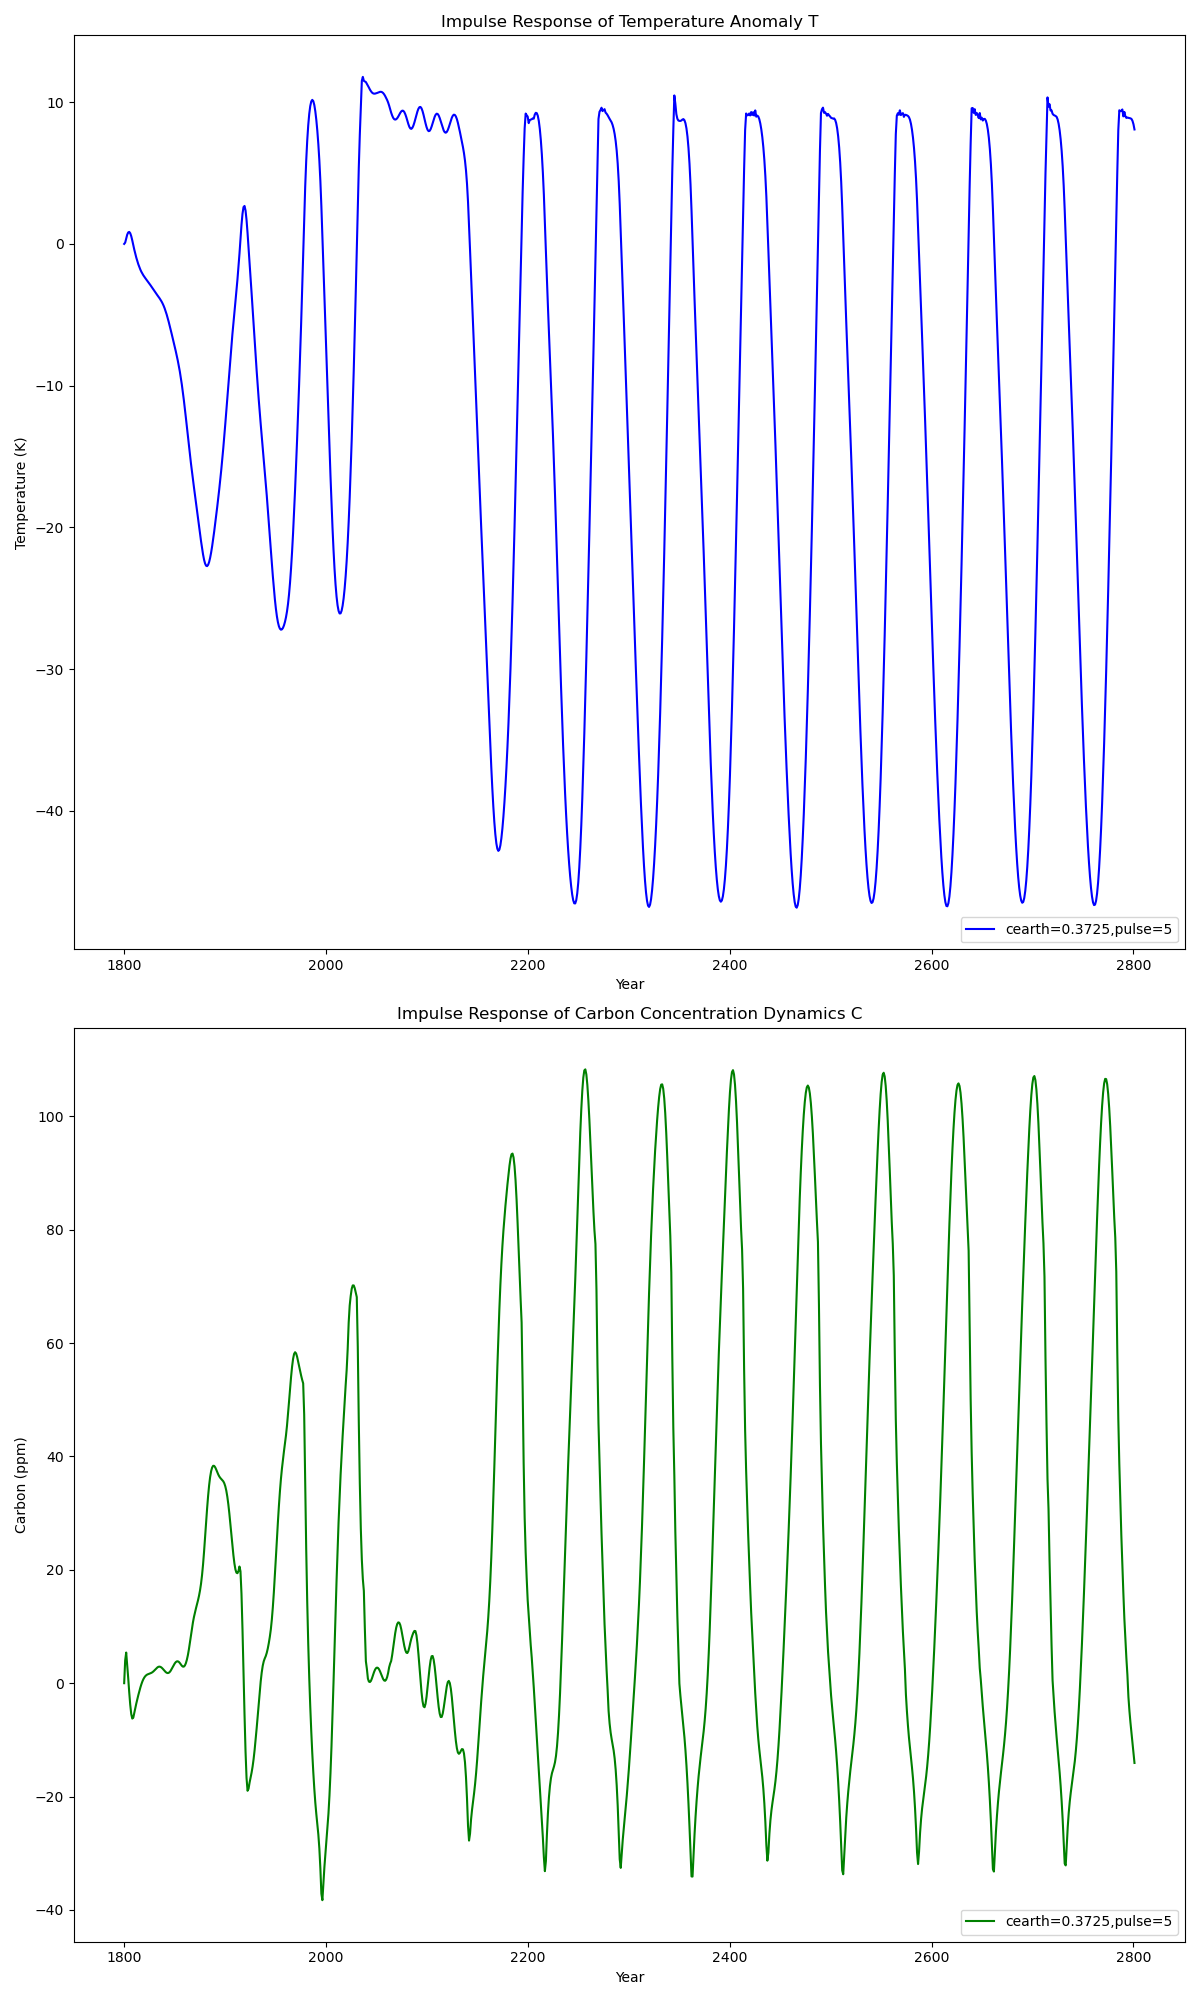 Impulse Response of Temperature Anomaly T
Temperature (K)
10
0
−10
−20
−30
−40
cearth=0.3725,pulse=5
1800 2000 2200 2400 2600 2800
Year
Impulse Response of Carbon Concentration Dynamics C
Carbon (ppm)
100
80
60
40
20
0
−20
−40
cearth=0.3725,pulse=5
1800 2000 2200 2400 2600 2800
Year